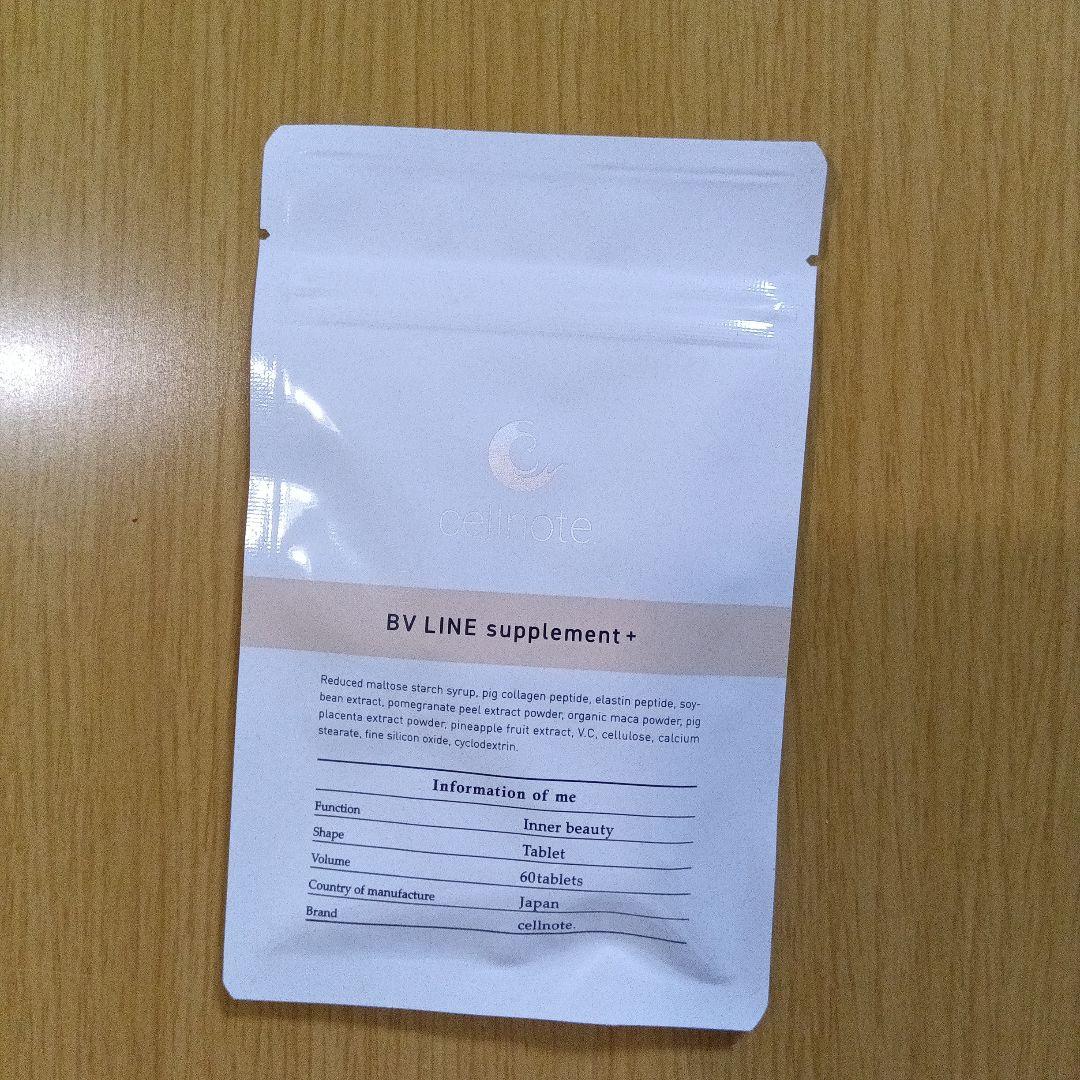 cellnote.
BV LINE supplement+
Reduced maltose starch syrup, pig collagen peptide, elastin peptide, soy-
bean extract, pomegranate peel extract powder, organic maca powder, pig
placenta extract powder, pineapple fruit extract, V.C, cellulose, calcium
stearate, fine silicon oxide, cyclodextrin.
Information of me
Function Inner beauty
Shape Tablet
Volume 60tablets
Country of manufacture Japan
Brand cellnote.